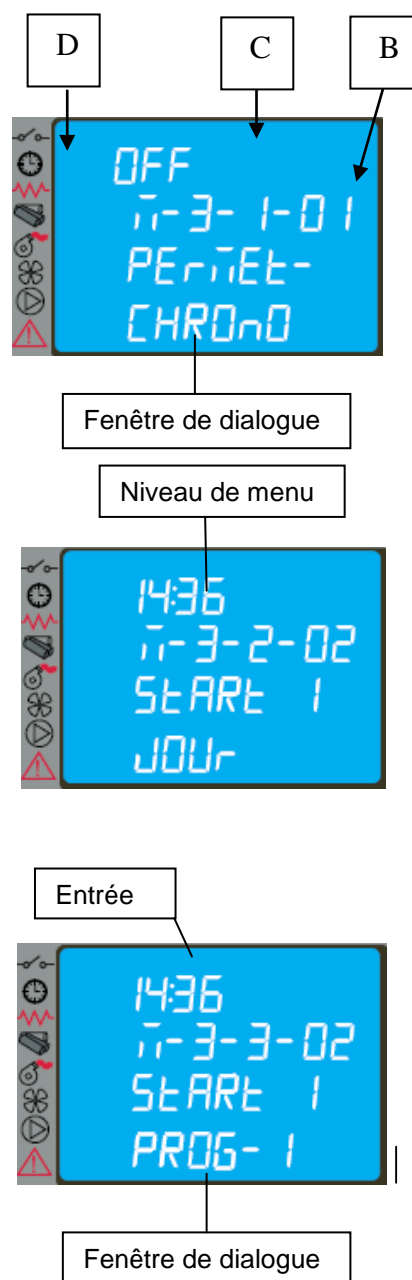 D C B
OFF
M-3-1-01
PErMEt-
CHROnO
Fenêtre de dialogue
Niveau de menu
14:36
M-3-2-02
StARt 1
JOUr
Entrée
14:36
M-3-3-02
StARt 1
PROG-1
Fenêtre de dialogue